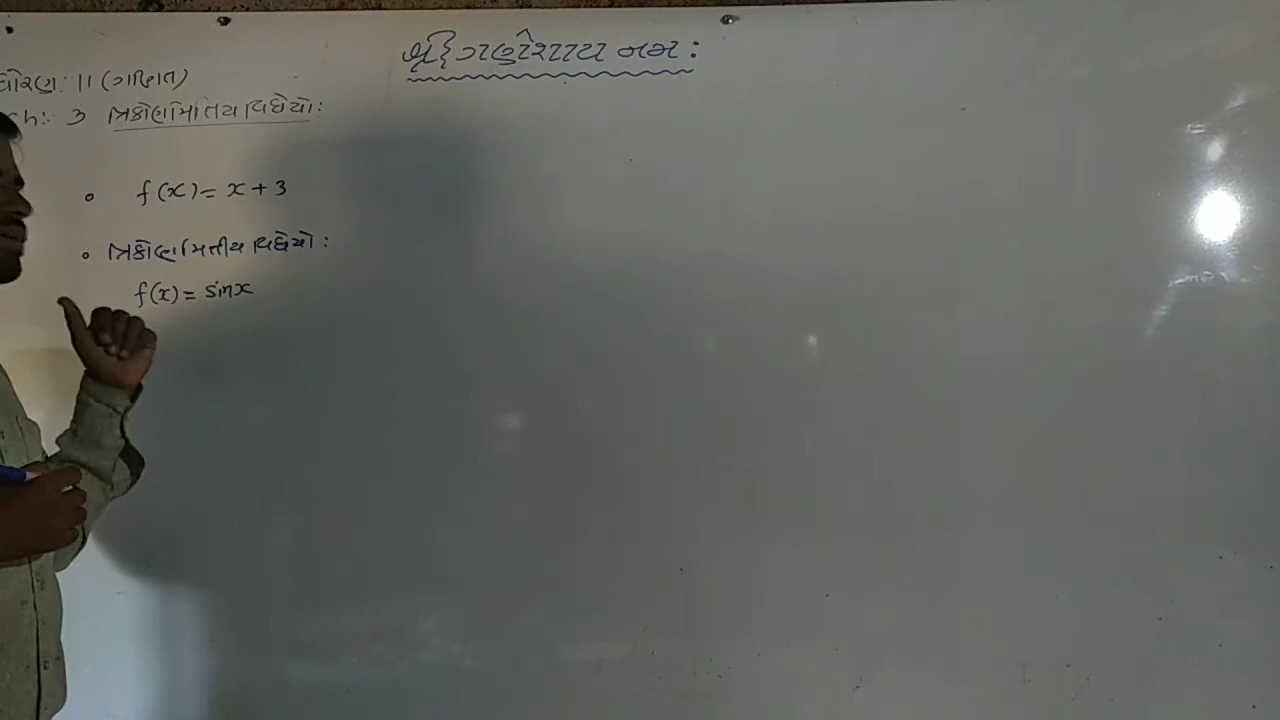 શ્રી ગણેશાય નમઃ
ધોરણ: 11 (ગણિત)
ch: 3 ત્રિકોણમિતિય વિધેયો:
f(x) = x + 3
ત્રિકોણમિતીય વિધેયો:
f(x) = sinx